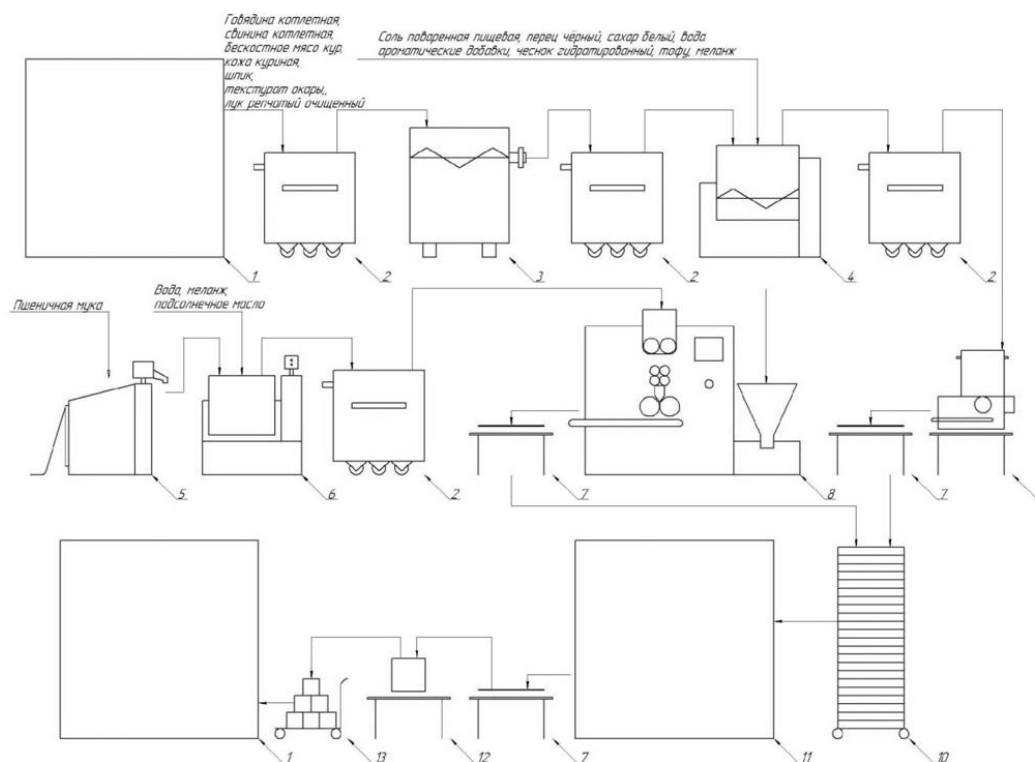 Говядина котлетная,
свинина котлетная,
бескостное мясо кур,
кожа куриная,
шпик,
текстурат окары,,
лук репчатый очищенный
Соль поваренная пищевая, перец чёрный, сахар белый, вода
ароматические добавки, чеснок гидратированный, тофу, меланж
1
2
3
2
4
2
Пшеничная мука
Вода, меланж,
подсолнечное масло
5
6
2
7
8
7
1
13
12
7
11
10